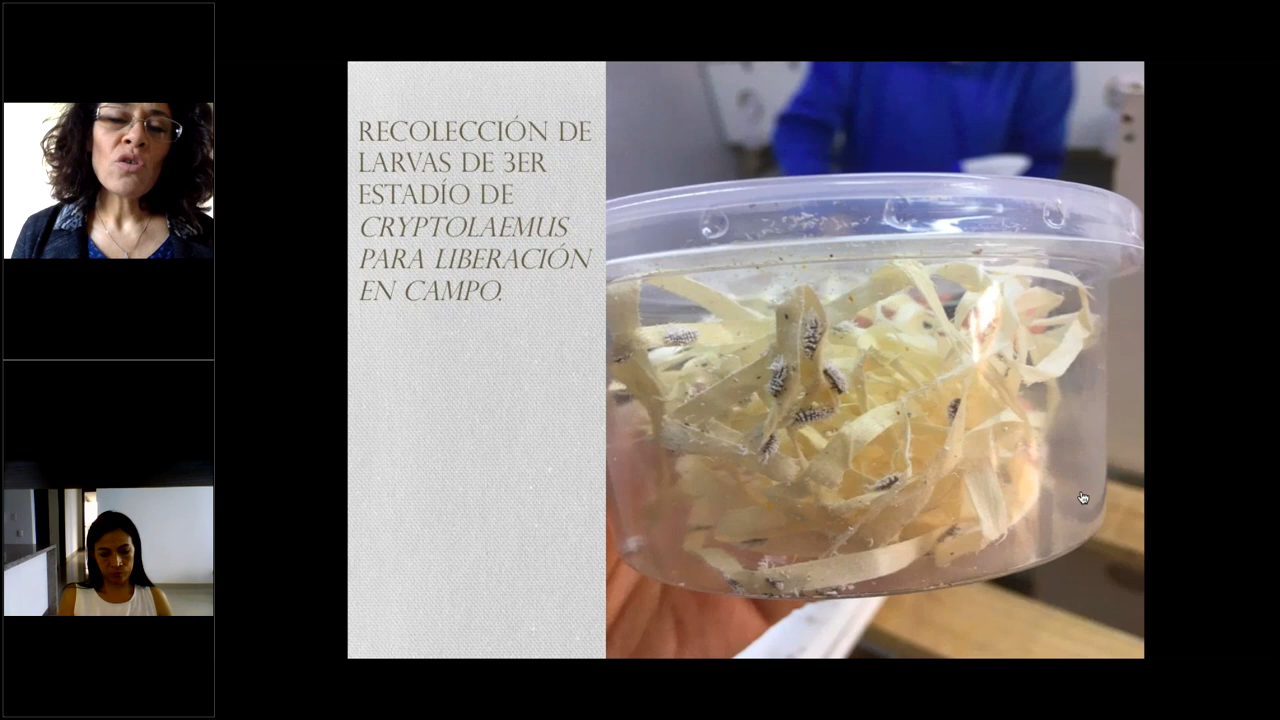 RECOLECCIÓN DE
LARVAS DE 3ER
ESTADÍO DE
CRYPTOLAEMUS
PARA LIBERACIÓN
EN CAMPO.